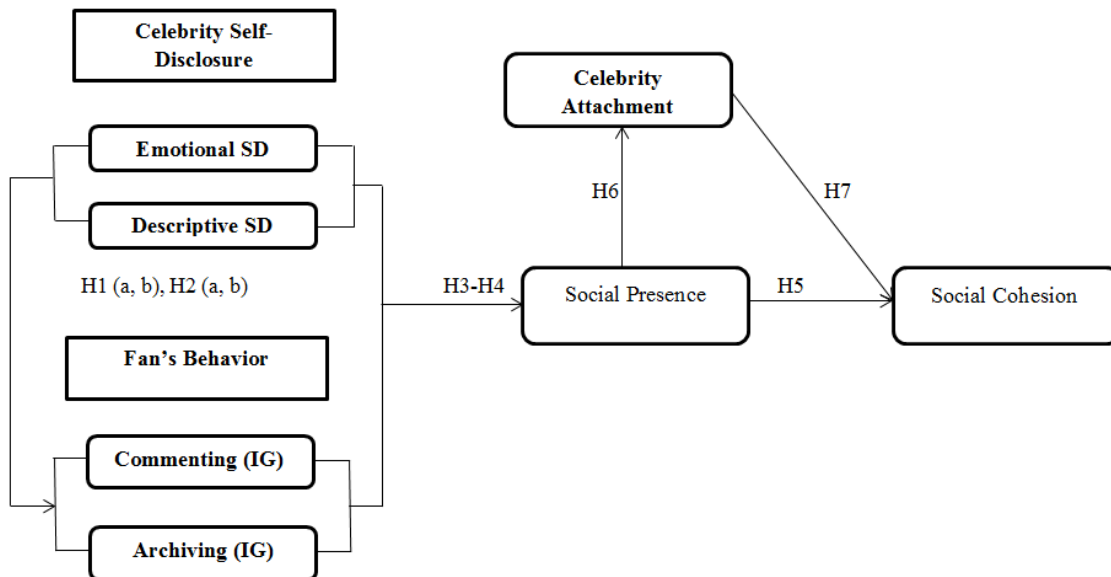 Celebrity Self-
Disclosure
Emotional SD
Descriptive SD
H1 (a, b), H2 (a, b)
Fan’s Behavior
Commenting (IG)
Archiving (IG)
H3-H4
Celebrity
Attachment
H6
H7
Social Presence
H5
Social Cohesion